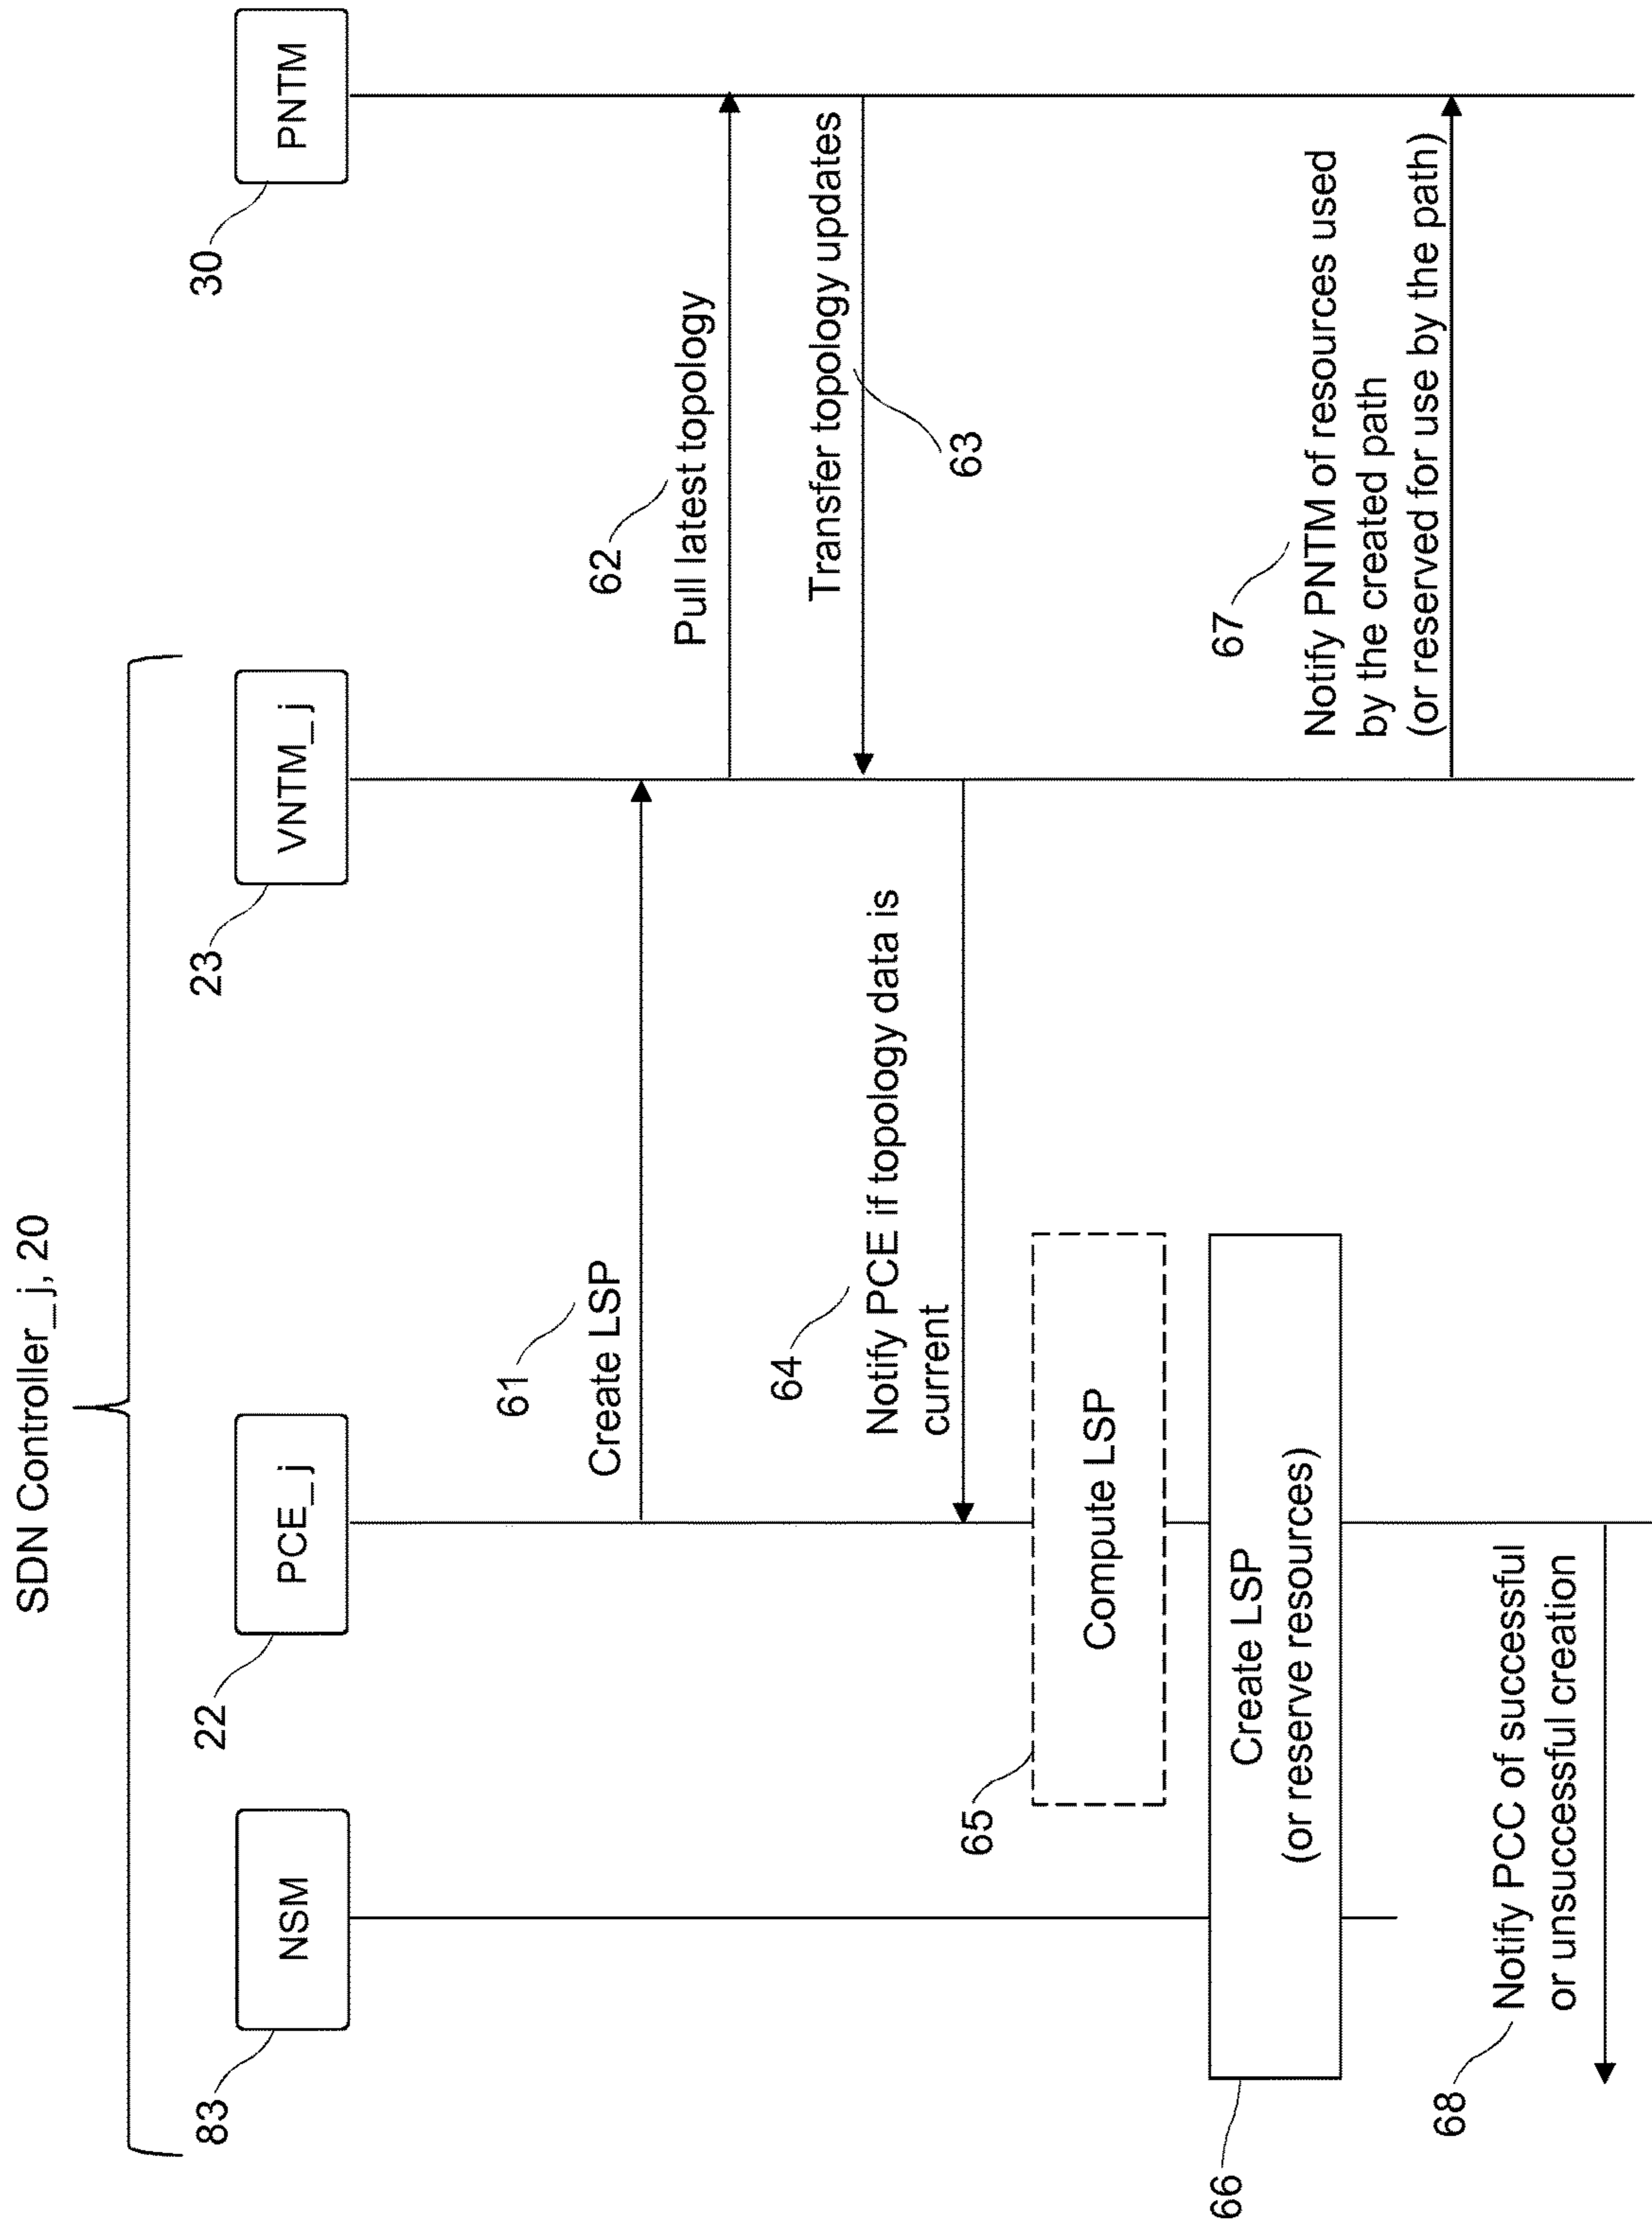 SDN Controller_j, 20
83
22
23
30
NSM
PCE_j
VNTM_j
PNTM
61
Create LSP
62
Pull latest topology
Transfer topology updates
63
64
Notify PCE if topology data is
current
65
Compute LSP
66
Create LSP
(or reserve resources)
67
Notify PNTM of resources used
by the created path
(or reserved for use by the path)
68
Notify PCC of successful
or unsuccessful creation